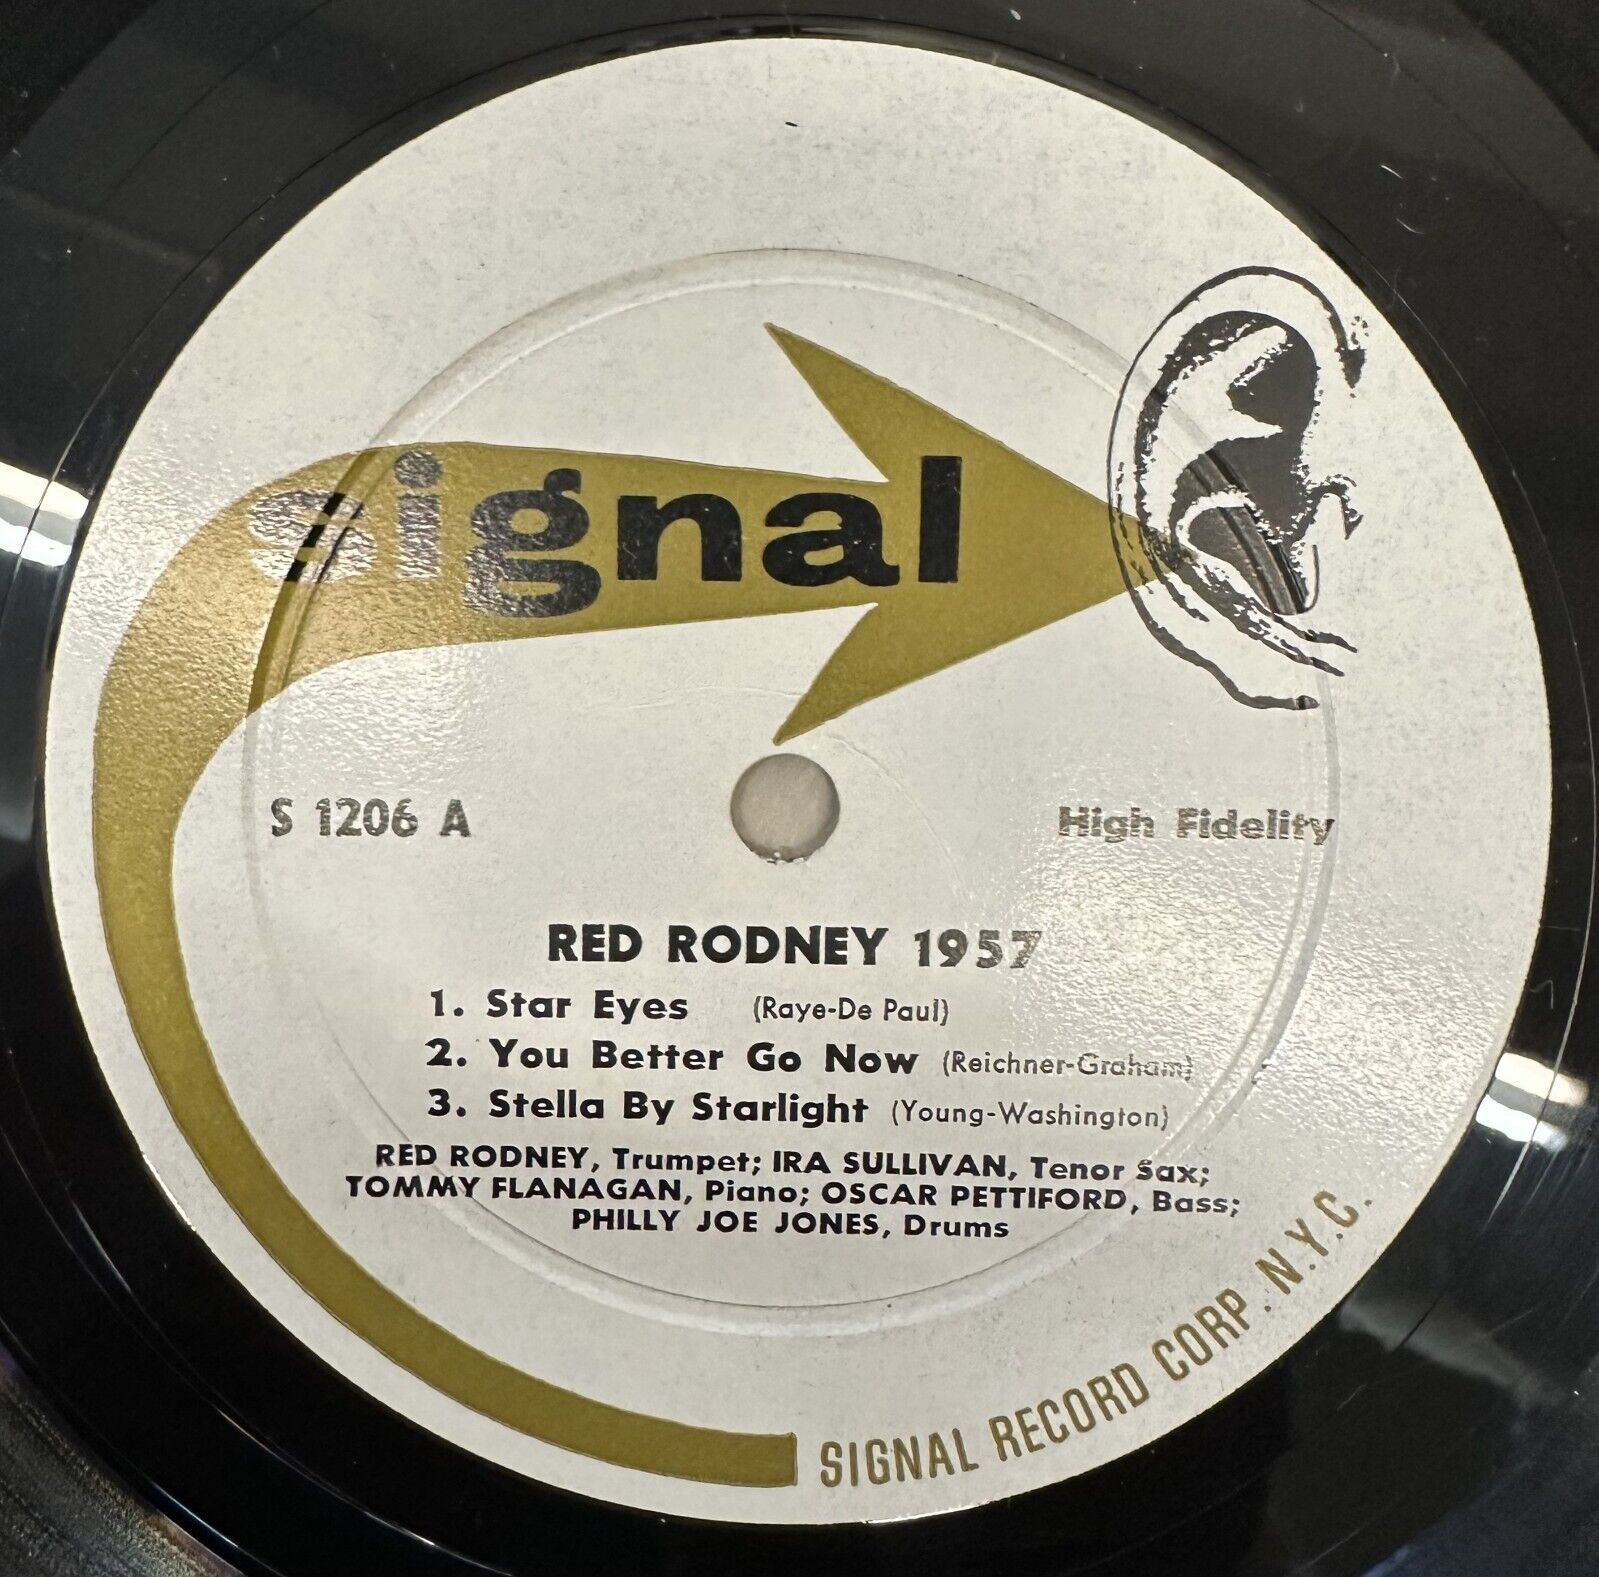 signal
S 1206 A
High Fidelity
RED RODNEY 1957
1. Star Eyes (Raye-De Paul)
2. You Better Go Now (Reichner-Graham)
3. Stella By Starlight (Young-Washington)
RED RODNEY, Trumpet; IRA SULLIVAN, Tenor Sax;
TOMMY FLANAGAN, Piano; OSCAR PETTIFORD, Bass;
PHILLY JOE JONES, Drums
SIGNAL RECORD CORP. N.Y.C.